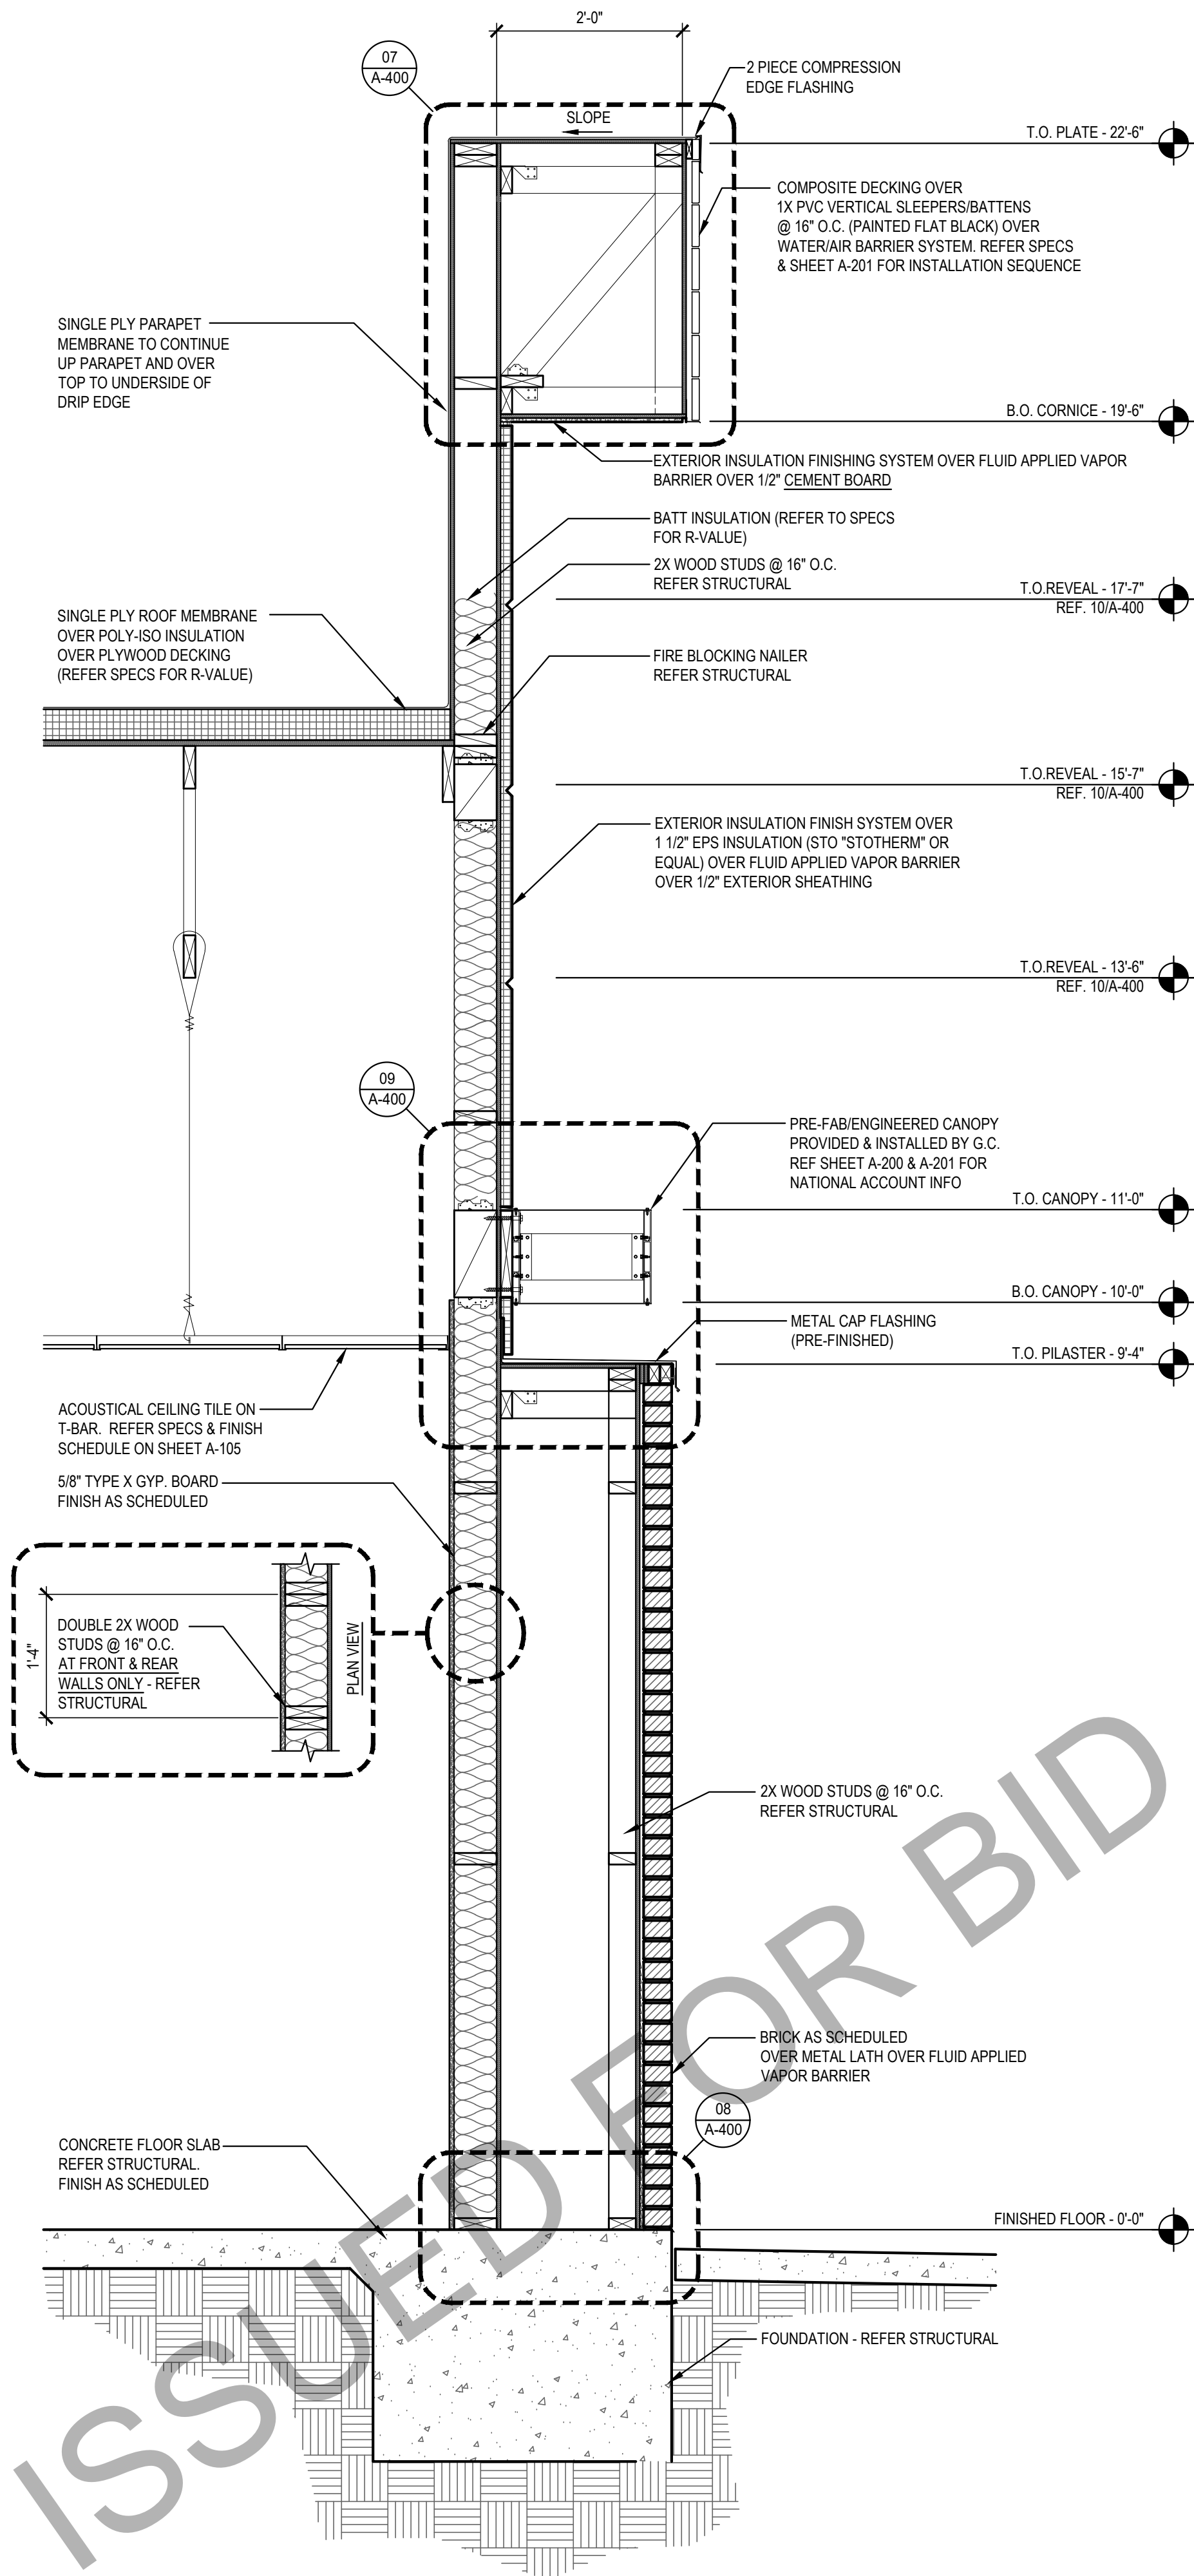 2'-0"
07
A-400
2 PIECE COMPRESSION
EDGE FLASHING
SLOPE
T.O. PLATE - 22'-6"
COMPOSITE DECKING OVER
1X PVC VERTICAL SLEEPERS/BATTENS
@ 16" O.C. (PAINTED FLAT BLACK) OVER
WATER/AIR BARRIER SYSTEM. REFER SPECS
& SHEET A-201 FOR INSTALLATION SEQUENCE
SINGLE PLY PARAPET
MEMBRANE TO CONTINUE
UP PARAPET AND OVER
TOP TO UNDERSIDE OF
DRIP EDGE
B.O. CORNICE - 19'-6"
EXTERIOR INSULATION FINISHING SYSTEM OVER FLUID APPLIED VAPOR
BARRIER OVER 1/2" CEMENT BOARD
BATT INSULATION (REFER TO SPECS
FOR R-VALUE)
2X WOOD STUDS @ 16" O.C.
REFER STRUCTURAL
T.O.REVEAL - 17'-7"
REF. 10/A-400
SINGLE PLY ROOF MEMBRANE
OVER POLY-ISO INSULATION
OVER PLYWOOD DECKING
(REFER SPECS FOR R-VALUE)
FIRE BLOCKING NAILER
REFER STRUCTURAL
T.O.REVEAL - 15'-7"
REF. 10/A-400
EXTERIOR INSULATION FINISH SYSTEM OVER
1 1/2" EPS INSULATION (STO "STOTHERM" OR
EQUAL) OVER FLUID APPLIED VAPOR BARRIER
OVER 1/2" EXTERIOR SHEATHING
T.O.REVEAL - 13'-6"
REF. 10/A-400
09
A-400
PRE-FAB/ENGINEERED CANOPY
PROVIDED & INSTALLED BY G.C.
REF SHEET A-200 & A-201 FOR
NATIONAL ACCOUNT INFO
T.O. CANOPY - 11'-0"
B.O. CANOPY - 10'-0"
METAL CAP FLASHING
(PRE-FINISHED)
T.O. PILASTER - 9'-4"
ACOUSTICAL CEILING TILE ON
T-BAR. REFER SPECS & FINISH
SCHEDULE ON SHEET A-105
5/8" TYPE X GYP. BOARD
FINISH AS SCHEDULED
1'-4"
DOUBLE 2X WOOD
STUDS @ 16" O.C.
AT FRONT & REAR
WALLS ONLY - REFER
STRUCTURAL
PLAN VIEW
2X WOOD STUDS @ 16" O.C.
REFER STRUCTURAL
BRICK AS SCHEDULED
OVER METAL LATH OVER FLUID APPLIED
VAPOR BARRIER
08
A-400
CONCRETE FLOOR SLAB
REFER STRUCTURAL.
FINISH AS SCHEDULED
FINISHED FLOOR - 0'-0"
FOUNDATION - REFER STRUCTURAL
ISSUED FOR BID